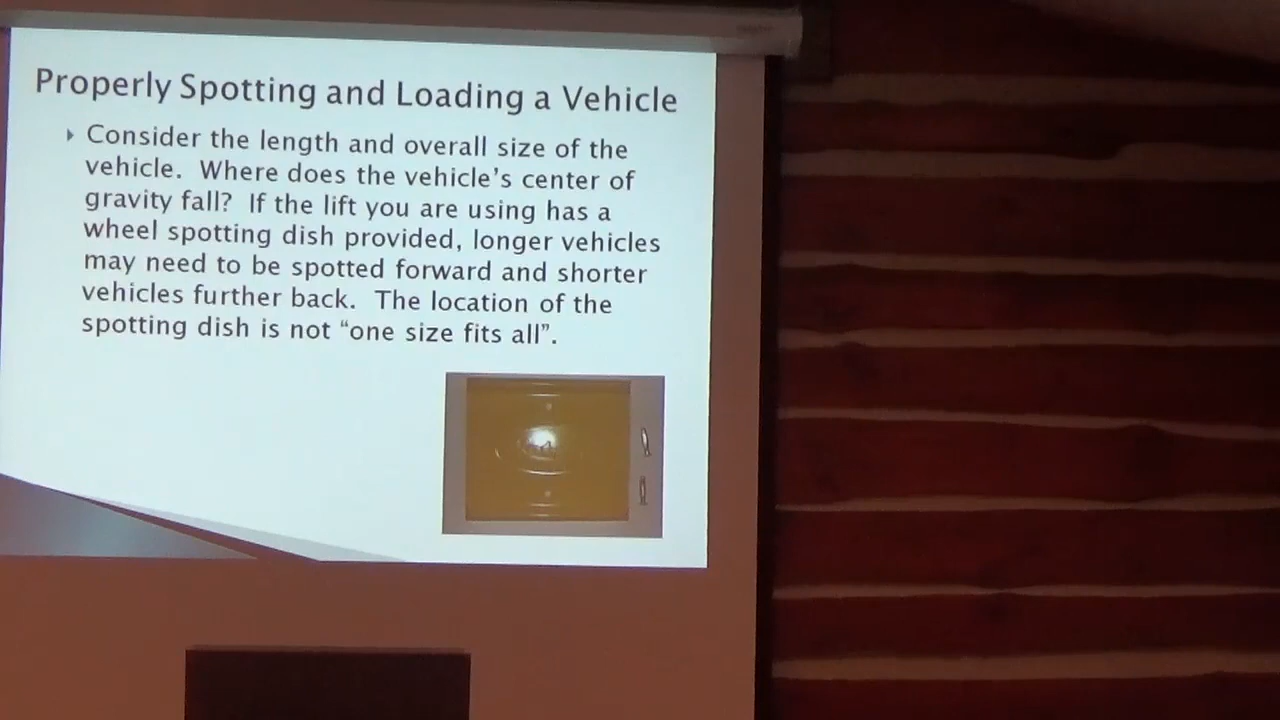 Properly Spotting and Loading a Vehicle
Consider the length and overall size of the
vehicle. Where does the vehicle's center of
gravity fall? If the lift you are using has a
wheel spotting dish provided, longer vehicles
may need to be spotted forward and shorter
vehicles further back. The location of the
spotting dish is not “one size fits all”.